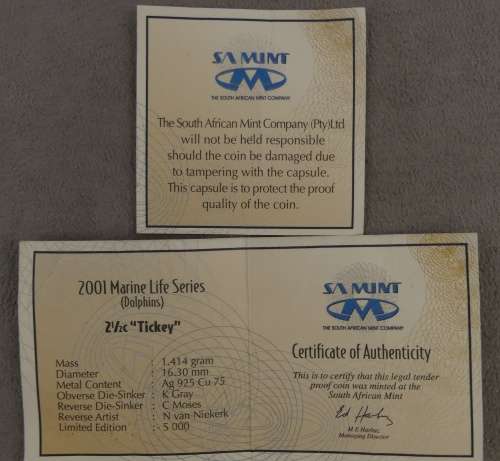 SA MINT
THE SOUTH AFRICAN MINT COMPANY
The South African Mint Company (Pty)Ltd
will not be held responsible
should the coin be damaged due
to tampering with the capsule.
This capsule is to protect the proof
quality of the coin.
2001 Marine Life Series
(Dolphins)
2½c "Tickey"
Mass : 1.414 gram
Diameter : 16.30 mm
Metal Content : Ag 925 Cu 75
Obverse Die-Sinker : K Gray
Reverse Die-Sinker : C Moses
Reverse Artist : N van-Niekerk
Limited Edition : 5 000
SA MINT
THE SOUTH AFRICAN MINT COMPANY
Certificate of Authenticity
This is to certify that this legal tender
proof coin was minted at the
South African Mint
Managing Director